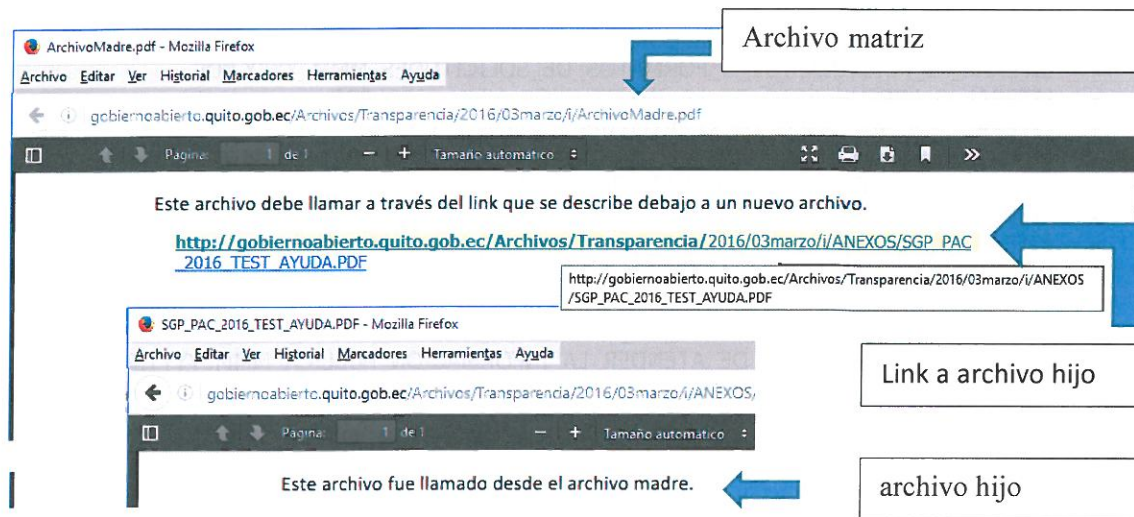 ArchivoMadre.pdf - Mozilla Firefox
Archivo matriz
Archivo Editar Ver Historial Marcadores Herramientas Ayuda
gobiernoabierto.quito.gob.ec/Archivos/Transparencia/2016/03marzo/i/ArchivoMadre.pdf
Página: 1 de 1 — + Tamaño automático
Este archivo debe llamar a través del link que se describe debajo a un nuevo archivo.
http://gobiernoabierto.quito.gob.ec/Archivos/Transparencia/2016/03marzo/i/ANEXOS/SGP_PAC
_2016_TEST_AYUDA.PDF
http://gobiernoabierto.quito.gob.ec/Archivos/Transparencia/2016/03marzo/i/ANEXOS
/SGP_PAC_2016_TEST_AYUDA.PDF
SGP_PAC_2016_TEST_AYUDA.PDF - Mozilla Firefox
Archivo Editar Ver Historial Marcadores Herramientas Ayuda
Link a archivo hijo
gobiernoabierto.quito.gob.ec/Archivos/Transparencia/2016/03marzo/i/ANEXOS/
Página: 1 de 1 — + Tamaño automático
Este archivo fue llamado desde el archivo madre.
archivo hijo